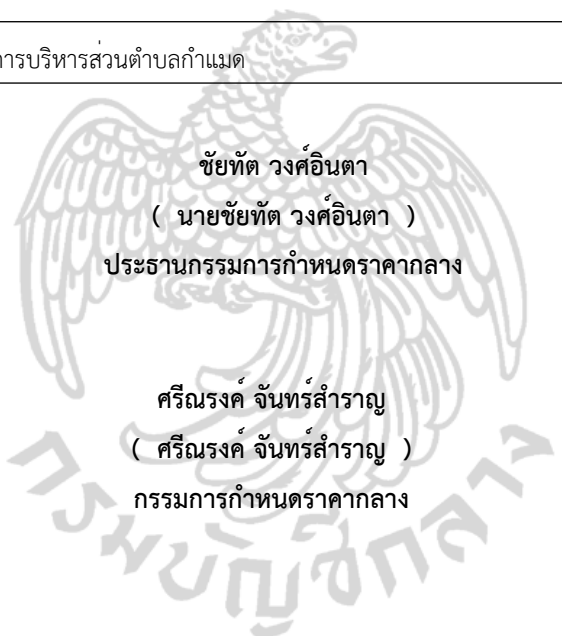 การบริหารส่วนตำบลกำแมด
ชัยทัต วงศ์อินตา
( นายชัยทัต วงศ์อินตา )
ประธานกรรมการกำหนดราคากลาง
ศรีณรงค์ จันทร์สำราญ
( ศรีณรงค์ จันทร์สำราญ )
กรรมการกำหนดราคากลาง
กรมบัญชีกลาง